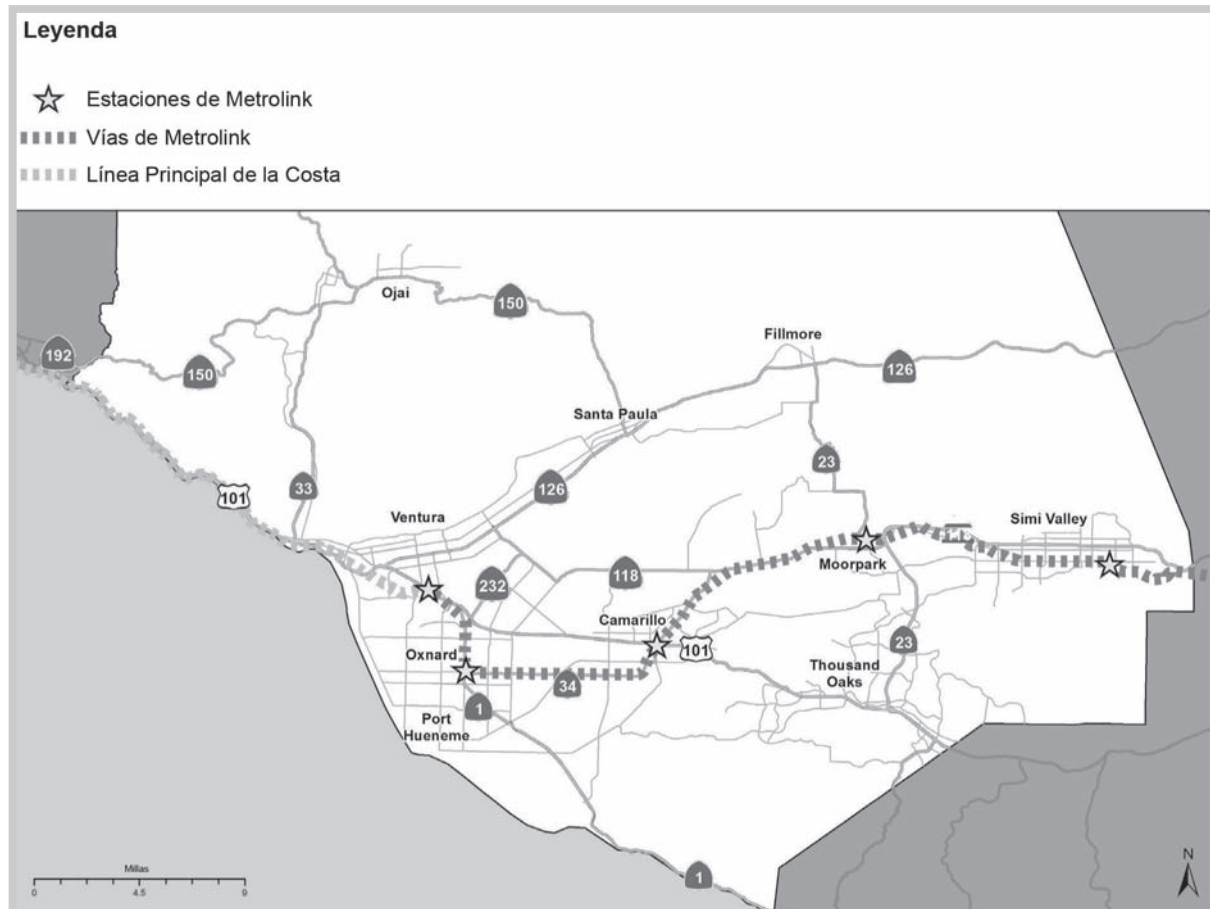 Leyenda
Estaciones de Metrolink
Vías de Metrolink
Línea Principal de la Costa
Ojai
150
Fillmore
192
150
126
Santa Paula
23
33
126
101
Ventura
Simi Valley
Moorpark
232
118
Camarillo
101
23
Oxnard
Thousand
Oaks
34
1
Port
Hueneme
Millas
0
4.5
9
1
N